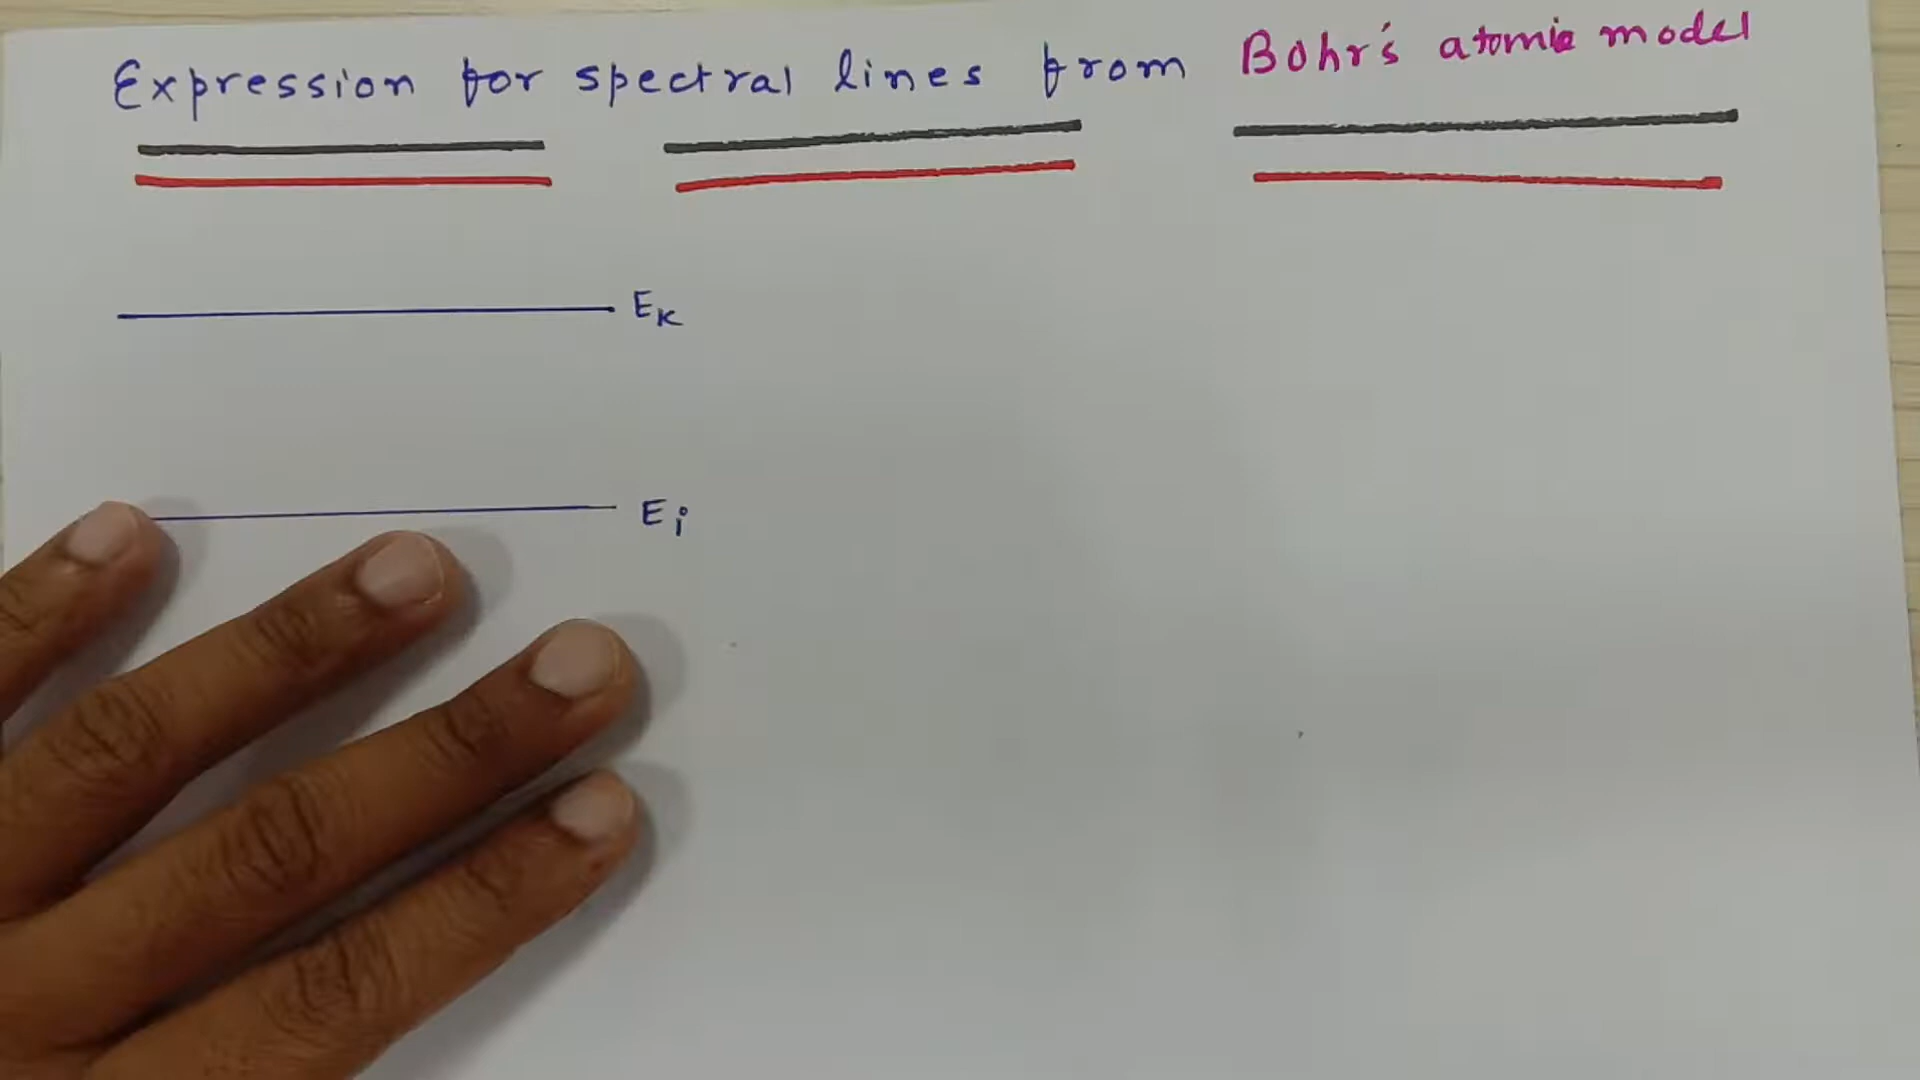 Expression for spectral lines from Bohr's atomic model
Eₖ
Eᵢ